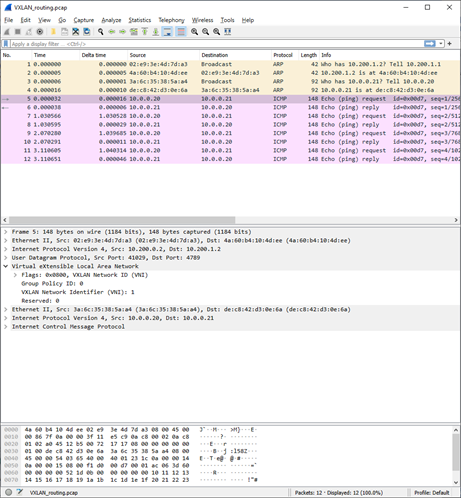 VXLAN_routing.pcap
File Edit View Go Capture Analyze Statistics Telephony Wireless Tools Help
Apply a display filter ... <Ctrl-/>
No. Time Delta time Source Destination Protocol Length Info
1 0.000000 0.000000 02:e9:3e:4d:7d:a3 Broadcast ARP 42 Who has 10.200.1.2? Tell 10.200.1.1
2 0.000005 0.000005 4a:60:b4:10:4d:ee 02:e9:3e:4d:7d:a3 ARP 42 10.200.1.2 is at 4a:60:b4:10:4d:ee
3 0.000006 0.000001 3a:6c:35:38:5a:a4 Broadcast ARP 92 Who has 10.0.0.21? Tell 10.0.0.20
4 0.000016 0.000010 de:c8:42:d3:0e:6a 3a:6c:35:38:5a:a4 ARP 92 10.0.0.21 is at de:c8:42:d3:0e:6a
5 0.000032 0.000016 10.0.0.20 10.0.0.21 ICMP 148 Echo (ping) request id=0x00d7, seq=1/256
6 0.000038 0.000006 10.0.0.21 10.0.0.20 ICMP 148 Echo (ping) reply id=0x00d7, seq=1/256
7 1.030566 1.030528 10.0.0.20 10.0.0.21 ICMP 148 Echo (ping) request id=0x00d7, seq=2/512
8 1.030595 0.000029 10.0.0.21 10.0.0.20 ICMP 148 Echo (ping) reply id=0x00d7, seq=2/512
9 2.070280 1.039685 10.0.0.20 10.0.0.21 ICMP 148 Echo (ping) request id=0x00d7, seq=3/768
10 2.070291 0.000011 10.0.0.21 10.0.0.20 ICMP 148 Echo (ping) reply id=0x00d7, seq=3/768
11 3.110605 1.040314 10.0.0.20 10.0.0.21 ICMP 148 Echo (ping) request id=0x00d7, seq=4/102
12 3.110651 0.000046 10.0.0.21 10.0.0.20 ICMP 148 Echo (ping) reply id=0x00d7, seq=4/102
Frame 5: 148 bytes on wire (1184 bits), 148 bytes captured (1184 bits)
Ethernet II, Src: 02:e9:3e:4d:7d:a3 (02:e9:3e:4d:7d:a3), Dst: 4a:60:b4:10:4d:ee (4a:60:b4:10:4d:ee)
Internet Protocol Version 4, Src: 10.200.0.2, Dst: 10.200.1.2
User Datagram Protocol, Src Port: 41029, Dst Port: 4789
Virtual eXtensible Local Area Network
Flags: 0x0800, VXLAN Network ID (VNI)
Group Policy ID: 0
VXLAN Network Identifier (VNI): 1
Reserved: 0
Ethernet II, Src: 3a:6c:35:38:5a:a4 (3a:6c:35:38:5a:a4), Dst: de:c8:42:d3:0e:6a (de:c8:42:d3:0e:6a)
Internet Protocol Version 4, Src: 10.0.0.20, Dst: 10.0.0.21
Internet Control Message Protocol
0000 4a 60 b4 10 4d ee 02 e9 3e 4d 7d a3 08 00 45 00
0010 00 86 7f 0a 00 00 3f 11 e5 c9 0a c8 00 02 0a c8
0020 01 02 a0 45 12 b5 00 72 17 17 08 00 00 00 00 00
0030 01 00 de c8 42 d3 0e 6a 3a 6c 35 38 5a a4 08 00
0040 45 00 00 54 03 65 40 00 40 01 23 1c 0a 00 00 14
0050 0a 00 00 15 08 00 f1 d0 00 d7 00 01 ac 06 3d 60
0060 00 00 00 00 52 1d 0b 00 00 00 00 00 10 11 12 13
0070 14 15 16 17 18 19 1a 1b 1c 1d 1e 1f 20 21 22 23
VXLAN_routing.pcap Packets: 12 · Displayed: 12 (100.0%) Profile: Default